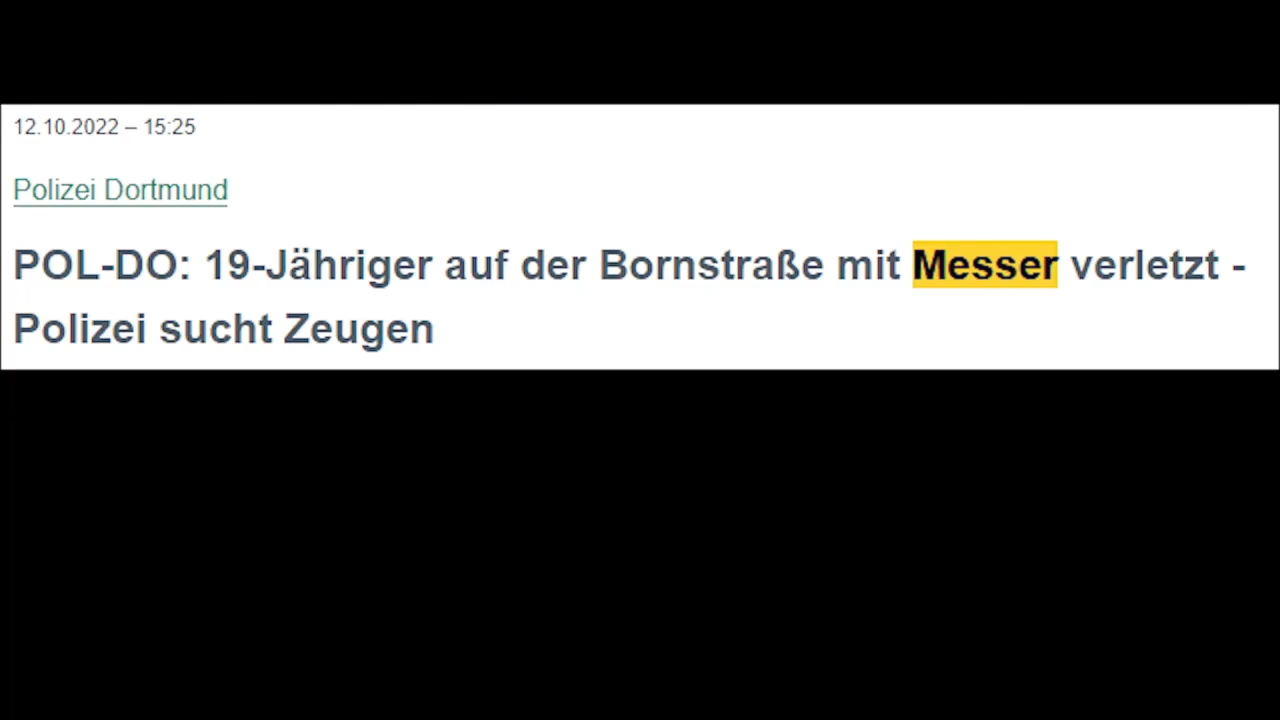 12.10.2022 – 15:25
Polizei Dortmund
POL-DO: 19-Jähriger auf der Bornstraße mit Messer verletzt -
Polizei sucht Zeugen